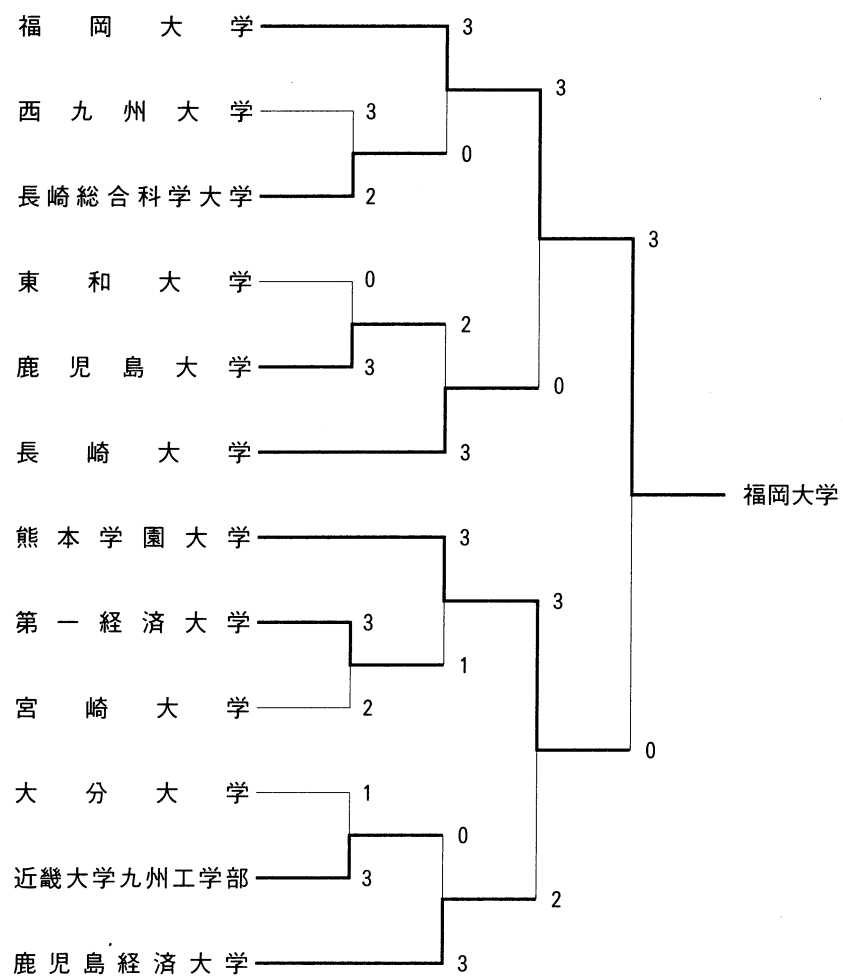 福岡大学
3
3
西九州大学
3
0
長崎総合科学大学
2
3
東和大学
0
2
鹿児島大学
3
0
長崎大学
3
福岡大学
熊本学園大学
3
3
第一経済大学
3
1
宮崎大学
2
0
大分大学
1
0
近畿大学九州工学部
3
2
鹿児島経済大学
3